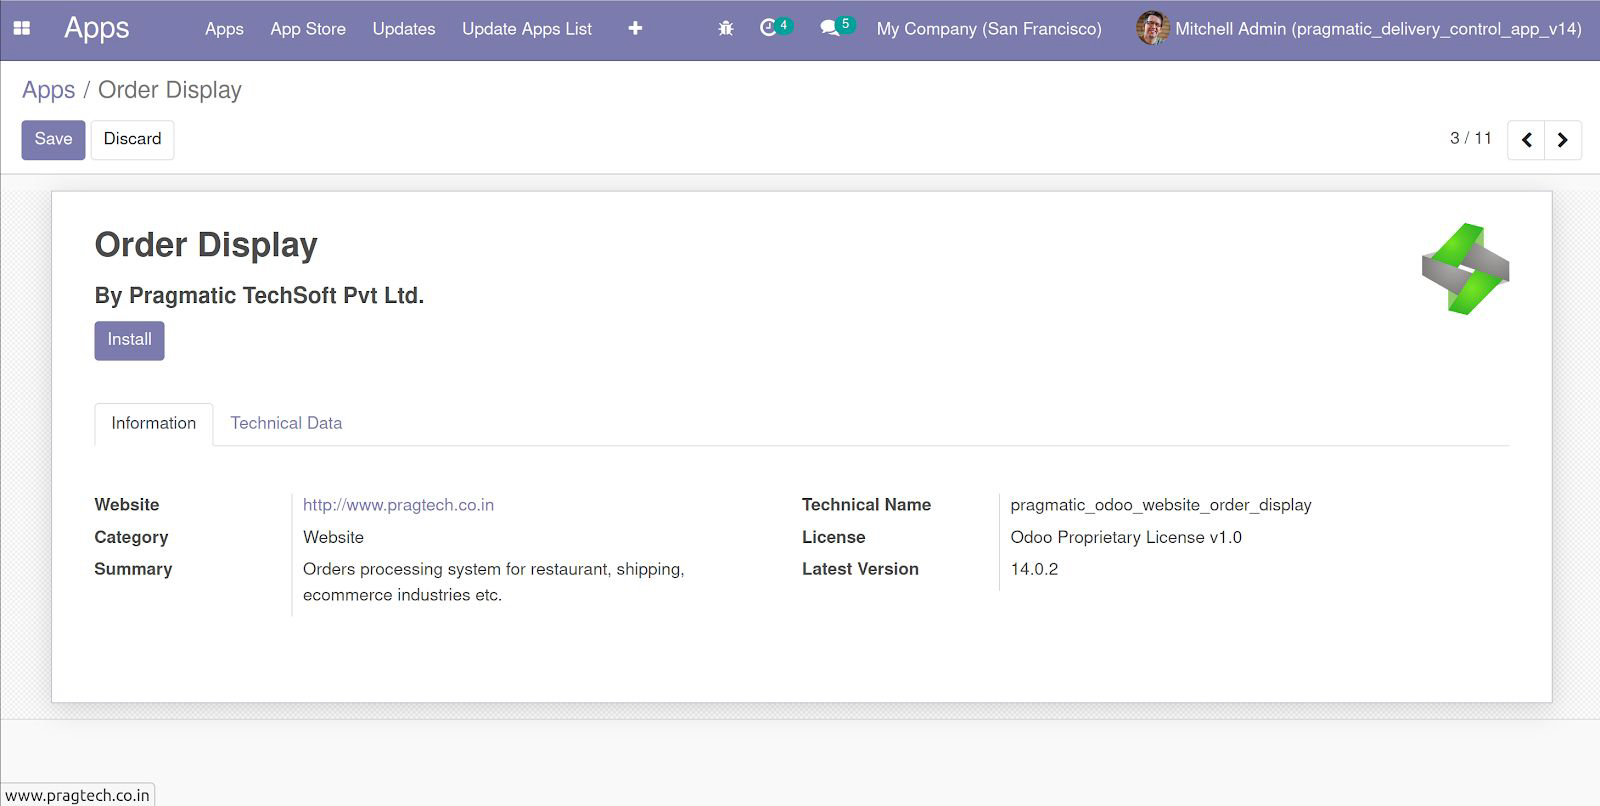 Apps Apps App Store Updates Update Apps List 4 5 My Company (San Francisco) Mitchell Admin (pragmatic_delivery_control_app_v14)
Apps / Order Display
Save Discard 3 / 11
Order Display
By Pragmatic TechSoft Pvt Ltd.
Install
Information Technical Data
Website http://www.pragtech.co.in Technical Name pragmatic_odoo_website_order_display
Category Website License Odoo Proprietary License v1.0
Summary Orders processing system for restaurant, shipping, Latest Version 14.0.2
ecommerce industries etc.
www.pragtech.co.in